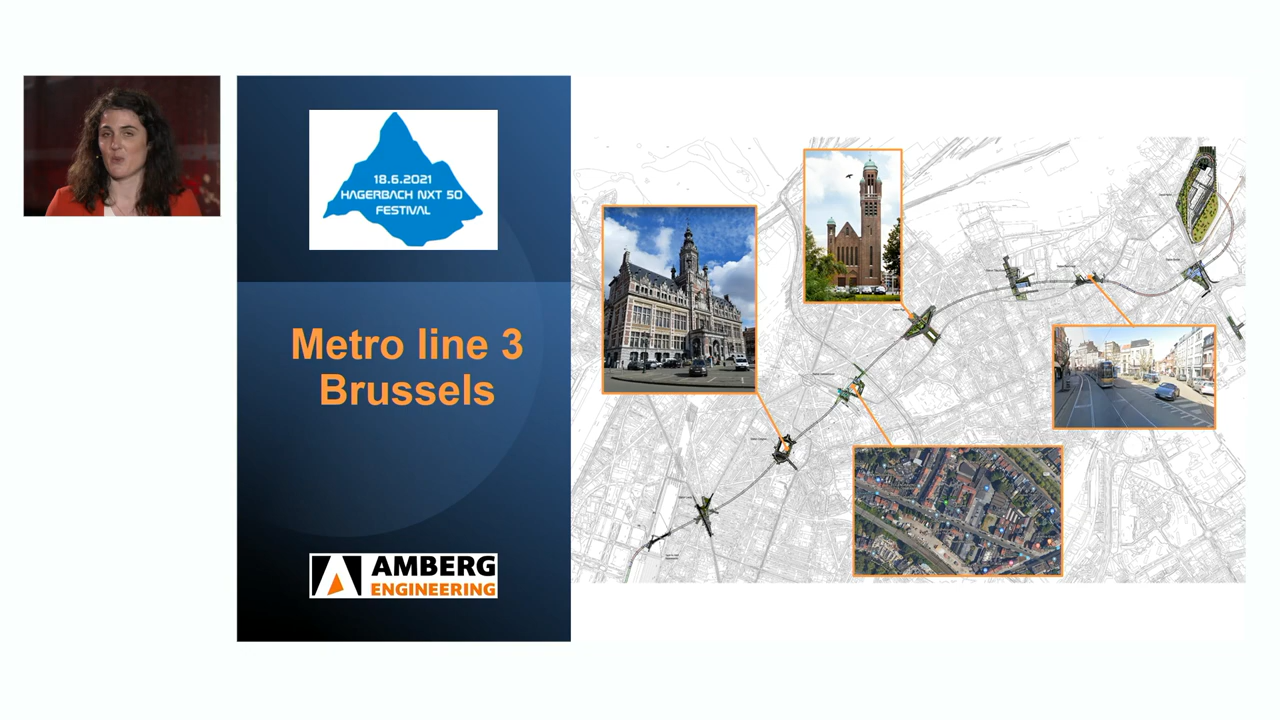 18.6.2021
HAGERBACH NXT 50
FESTIVAL
Metro line 3
Brussels
AMBERG
ENGINEERING